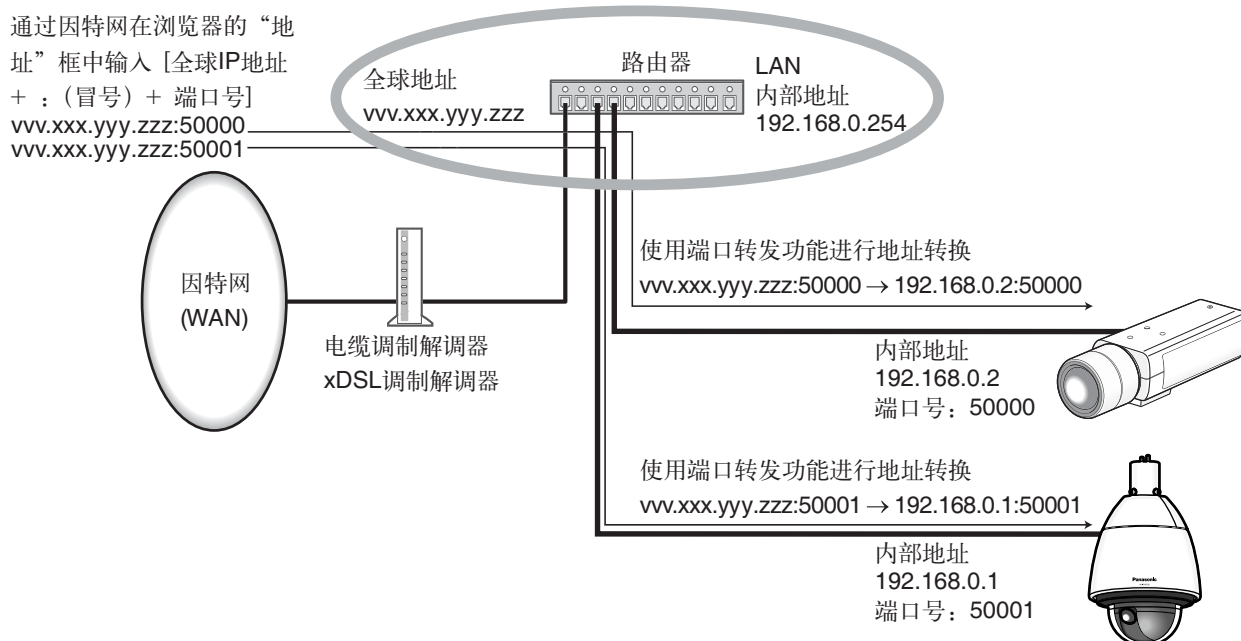 通过因特网在浏览器的“地
址”框中输入 [全球IP地址
+ ：(冒号) + 端口号]
vvv.xxx.yyy.zzz:50000
vvv.xxx.yyy.zzz:50001
全球地址
vvv.xxx.yyy.zzz
路由器
LAN
内部地址
192.168.0.254
因特网
(WAN)
电缆调制解调器
xDSL调制解调器
使用端口转发功能进行地址转换
vvv.xxx.yyy.zzz:50000 → 192.168.0.2:50000
内部地址
192.168.0.2
端口号：50000
使用端口转发功能进行地址转换
vvv.xxx.yyy.zzz:50001 → 192.168.0.1:50001
内部地址
192.168.0.1
端口号：50001
Panasonic